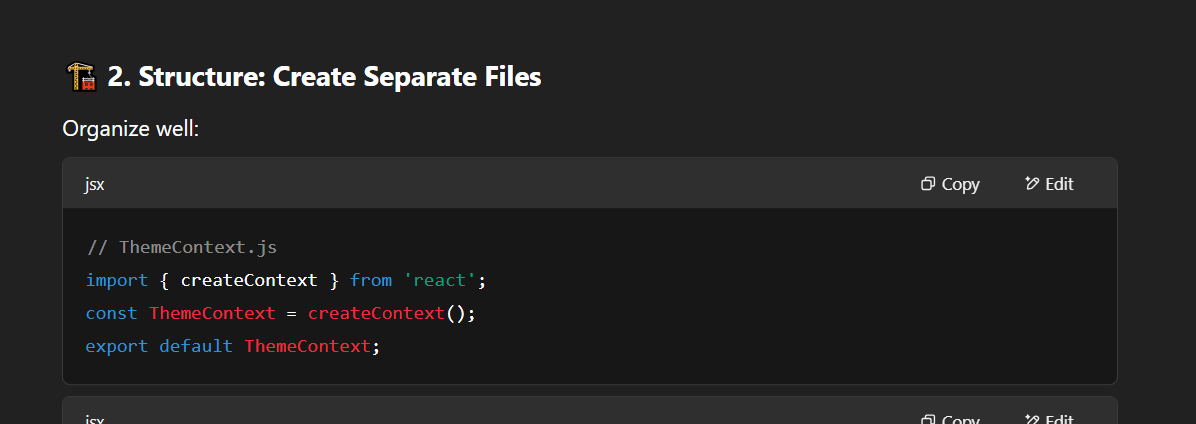 🏗️ 2. Structure: Create Separate Files
Organize well:
jsx Copy Edit
// ThemeContext.js
import { createContext } from 'react';
const ThemeContext = createContext();
export default ThemeContext;
jsx Copy Edit